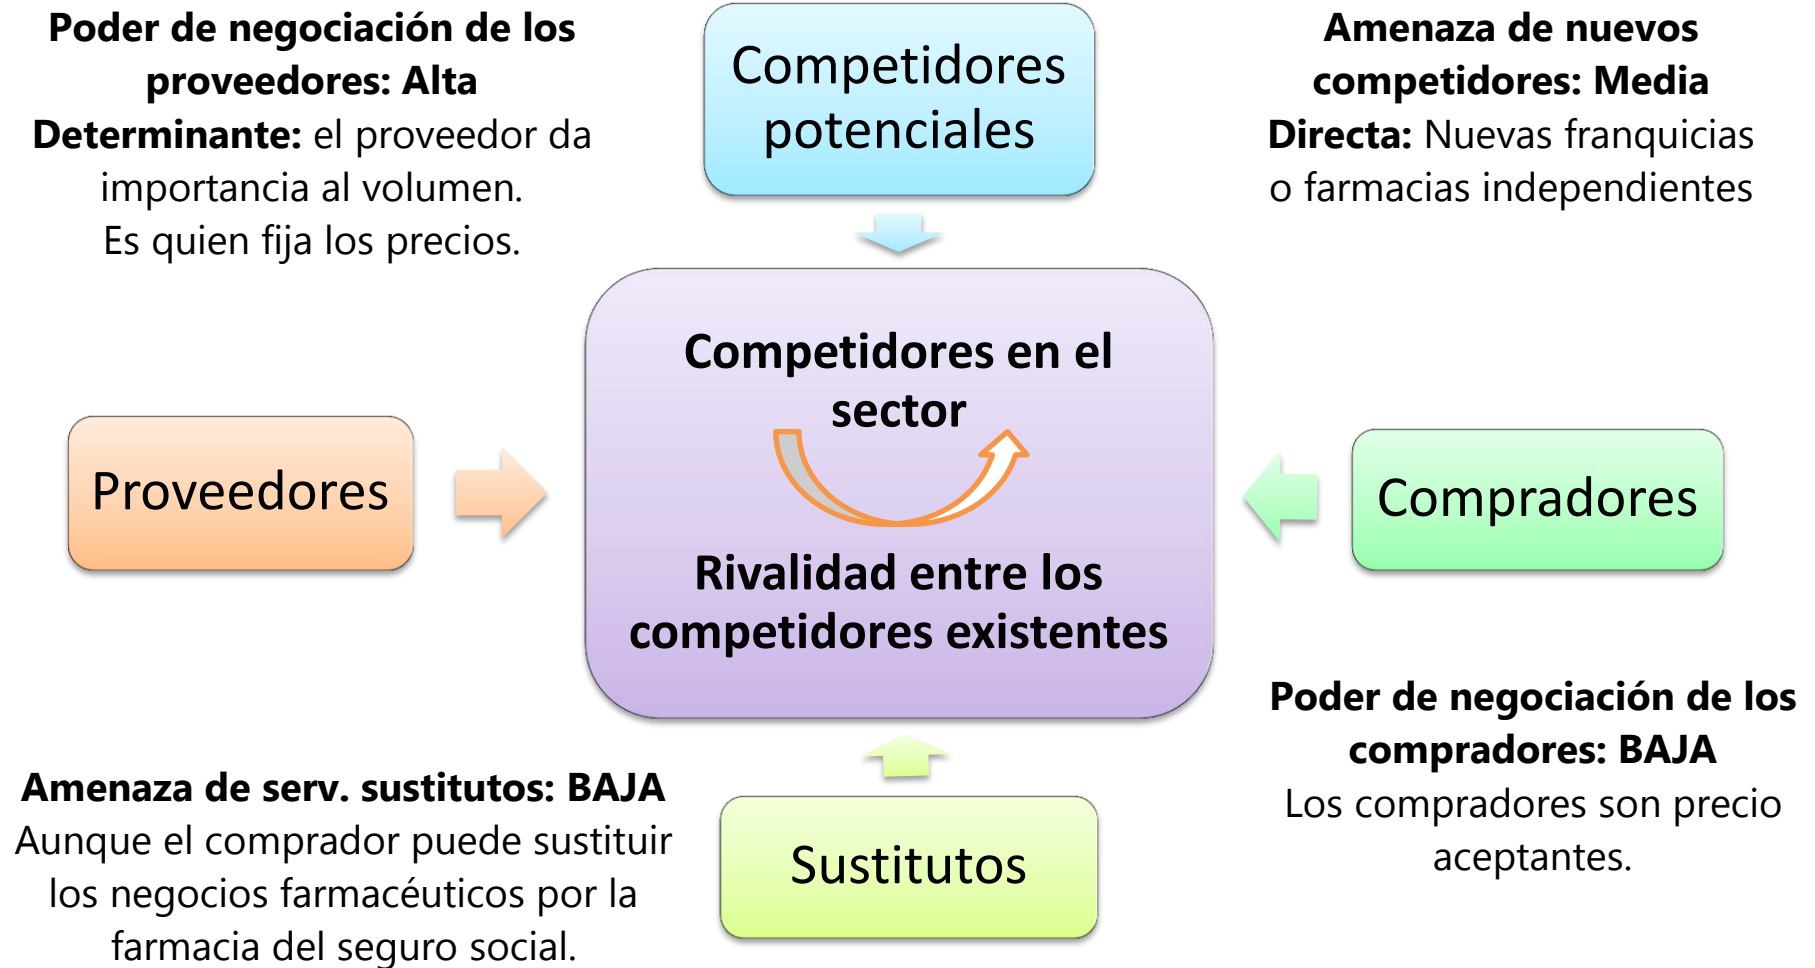 Poder de negociación de los
proveedores: Alta
Determinante: el proveedor da
importancia al volumen.
Es quien fija los precios.
Competidores
potenciales
Amenaza de nuevos
competidores: Media
Directa: Nuevas franquicias
o farmacias independientes
Proveedores
Competidores en el
sector
Rivalidad entre los
competidores existentes
Compradores
Amenaza de serv. sustitutos: BAJA
Aunque el comprador puede sustituir
los negocios farmacéuticos por la
farmacia del seguro social.
Sustitutos
Poder de negociación de los
compradores: BAJA
Los compradores son precio
aceptantes.